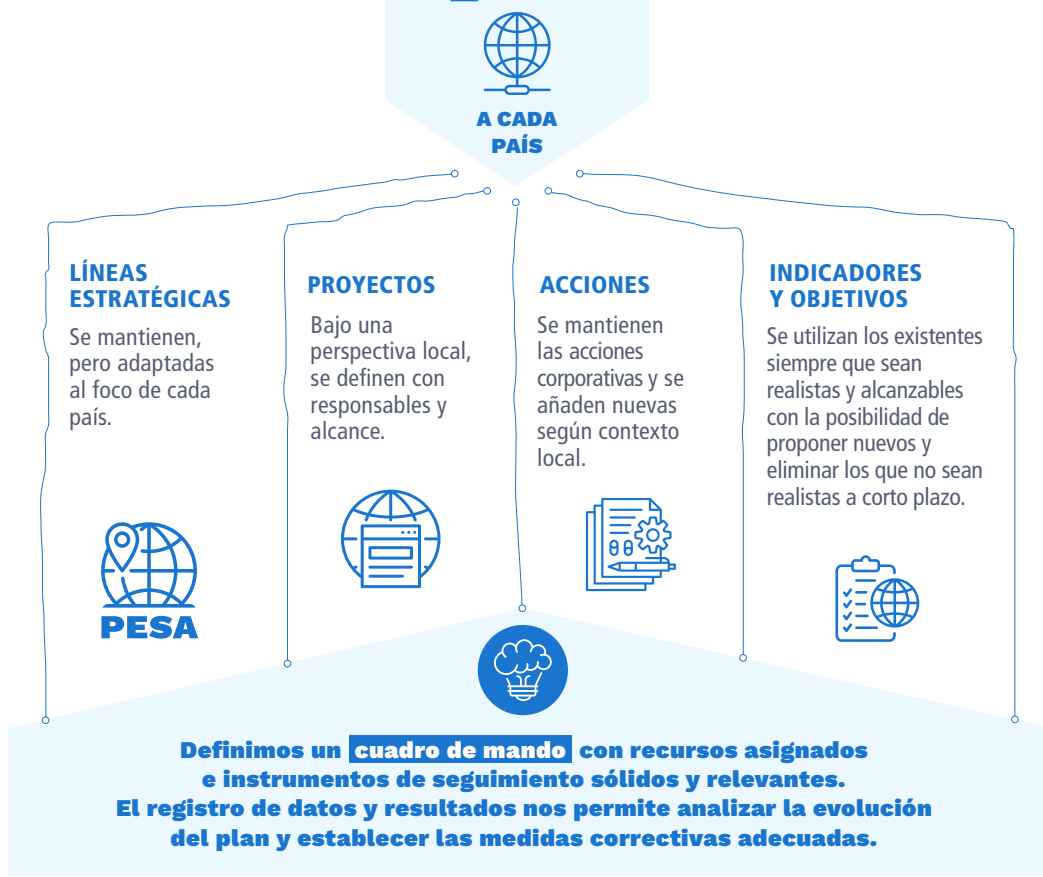 A CADA
PAÍS
LÍNEAS
ESTRATÉGICAS
Se mantienen,
pero adaptadas
al foco de cada
país.
PESA
PROYECTOS
Bajo una
perspectiva local,
se definen con
responsables y
alcance.
ACCIONES
Se mantienen
las acciones
corporativas y se
añaden nuevas
según contexto
local.
INDICADORES
Y OBJETIVOS
Se utilizan los existentes
siempre que sean
realistas y alcanzables
con la posibilidad de
proponer nuevos y
eliminar los que no sean
realistas a corto plazo.
Definimos un cuadro de mando con recursos asignados
e instrumentos de seguimiento sólidos y relevantes.
El registro de datos y resultados nos permite analizar la evolución
del plan y establecer las medidas correctivas adecuadas.